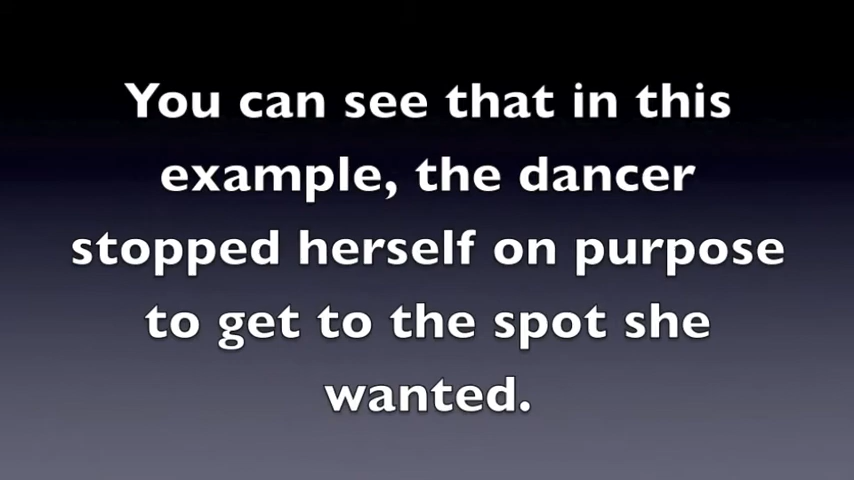 You can see that in this
example, the dancer
stopped herself on purpose
to get to the spot she
wanted.